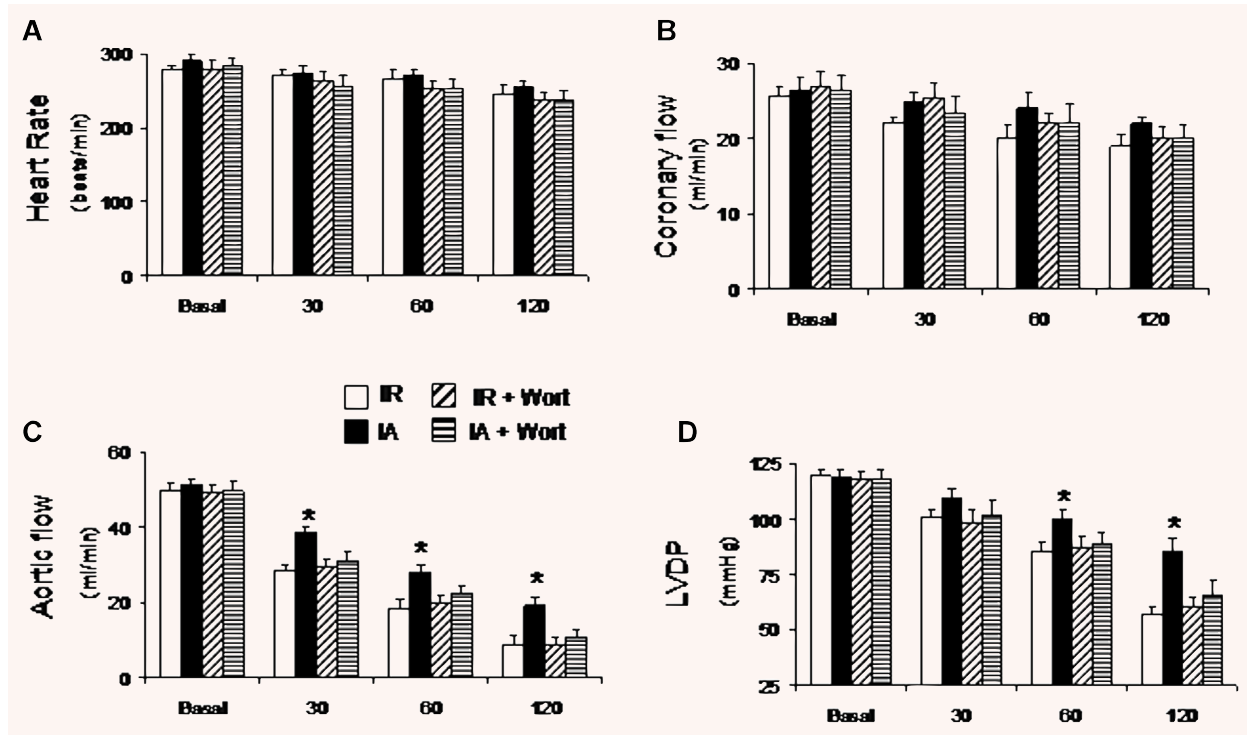 A
Heart Rate
(beats/min)
300
200
100
0
Basal 30 60 120
B
Coronary flow
(ml/min)
30
20
10
0
Basal 30 60 120
IR IR + Wort
IA IA + Wort
C
Aortic flow
(ml/min)
60
40
20
0
* * *
Basal 30 60 120
D
LVDP
(mmHg)
125
100
75
50
25
* *
Basal 30 60 120